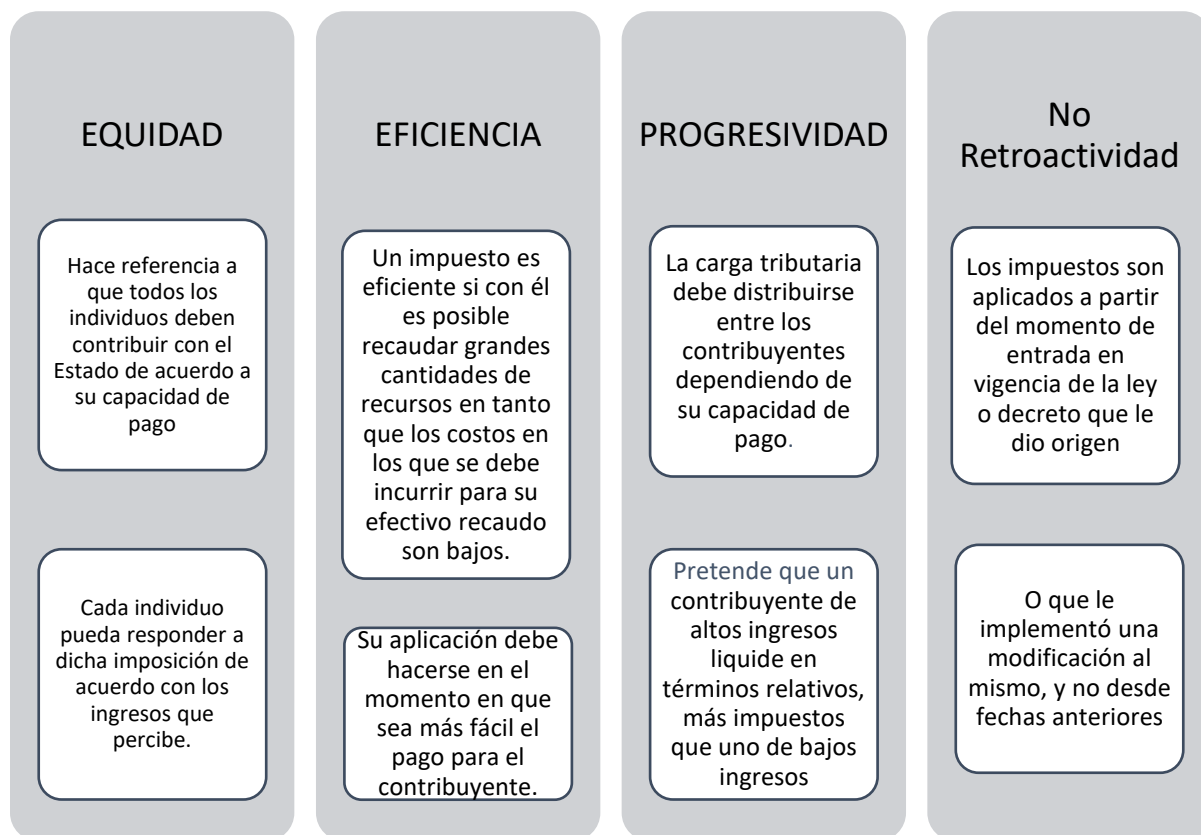 EQUIDAD
Hace referencia a
que todos los
individuos deben
contribuir con el
Estado de acuerdo a
su capacidad de
pago
Cada individuo
pueda responder a
dicha imposición de
acuerdo con los
ingresos que
percibe.
EFICIENCIA
Un impuesto es
eficiente si con él
es posible
recaudar grandes
cantidades de
recursos en tanto
que los costos en
los que se debe
incurrir para su
efectivo recaudo
son bajos.
Su aplicación debe
hacerse en el
momento en que
sea más fácil el
pago para el
contribuyente.
PROGRESIVIDAD
La carga tributaria
debe distribuirse
entre los
contribuyentes
dependiendo de
su capacidad de
pago.
Pretende que un
contribuyente de
altos ingresos
liquide en
términos relativos,
más impuestos
que uno de bajos
ingresos
No
Retroactividad
Los impuestos son
aplicados a partir
del momento de
entrada en
vigencia de la ley
o decreto que le
dio origen
O que le
implementó una
modificación al
mismo, y no desde
fechas anteriores